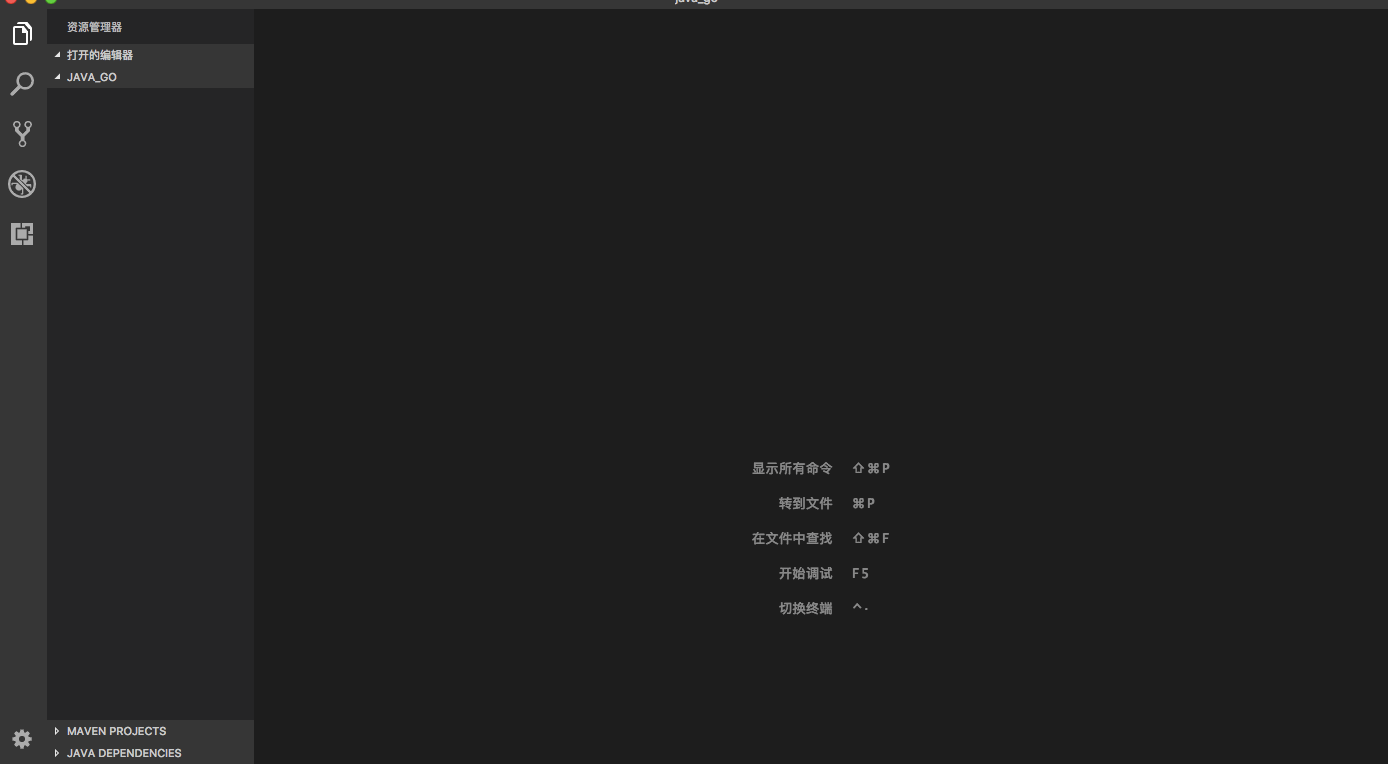 java_go
资源管理器
打开的编辑器
JAVA_GO
显示所有命令 ⇧⌘P
转到文件 ⌘P
在文件中查找 ⇧⌘F
开始调试 F5
切换终端 ^·
MAVEN PROJECTS
JAVA DEPENDENCIES